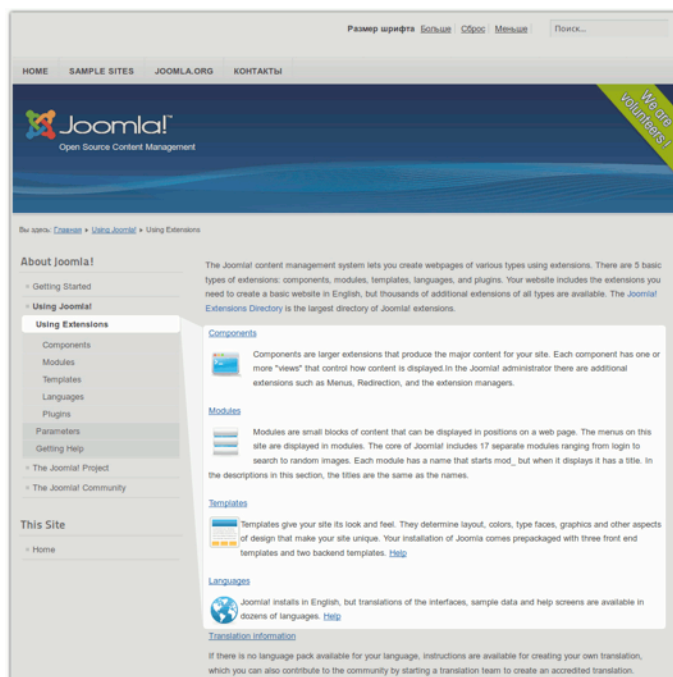 Размер шрифта Больше Сброс Меньше Поиск...
HOME SAMPLE SITES JOOMLA.ORG КОНТАКТЫ
We are
volunteers!
Joomla!™
Open Source Content Management
Вы здесь: Главная Using Joomla! Using Extensions
About Joomla!
Getting Started
Using Joomla!
Using Extensions
Components
Modules
Templates
Languages
Plugins
Parameters
Getting Help
The Joomla! Project
The Joomla! Community
This Site
Home
The Joomla! content management system lets you create webpages of various types using extensions. There are 5 basic
types of extensions: components, modules, templates, languages, and plugins. Your website includes the extensions you
need to create a basic website in English, but thousands of additional extensions of all types are available. The Joomla!
Extensions Directory is the largest directory of Joomla! extensions.
Components
Components are larger extensions that produce the major content for your site. Each component has one or
more "views" that control how content is displayed.In the Joomla! administrator there are additional
extensions such as Menus, Redirection, and the extension managers.
Modules
Modules are small blocks of content that can be displayed in positions on a web page. The menus on this
site are displayed in modules. The core of Joomla! includes 17 separate modules ranging from login to
search to random images. Each module has a name that starts mod_ but when it displays it has a title. In
the descriptions in this section, the titles are the same as the names.
Templates
Templates give your site its look and feel. They determine layout, colors, type faces, graphics and other aspects
of design that make your site unique. Your installation of Joomla comes prepackaged with three front end
templates and two backend templates. Help
Languages
Joomla! installs in English, but translations of the interfaces, sample data and help screens are available in
dozens of languages. Help
Translation information
If there is no language pack available for your language, instructions are available for creating your own translation,
which you can also contribute to the community by starting a translation team to create an accredited translation.